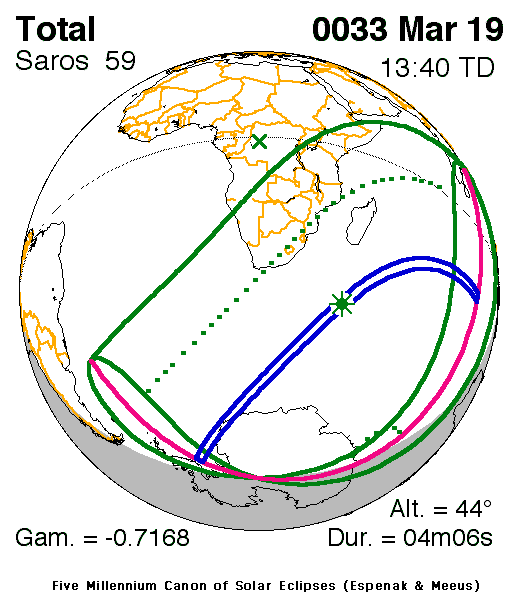 Total 0033 Mar 19
Saros 59 13:40 TD
Alt. = 44°
Gam. = -0.7168 Dur. = 04m06s
Five Millennium Canon of Solar Eclipses (Espenak & Meeus)